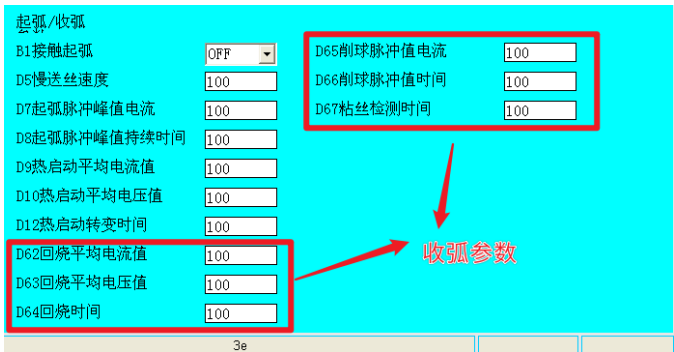 起弧/收弧
B1接触起弧 OFF
D5慢送丝速度 100
D7起弧脉冲峰值电流 100
D8起弧脉冲峰值持续时间 100
D9热启动平均电流值 100
D10热启动平均电压值 100
D12热启动转变时间 100
D62回烧平均电流值 100
D63回烧平均电压值 100
D64回烧时间 100
D65削球脉冲值电流 100
D66削球脉冲值时间 100
D67粘丝检测时间 100
收弧参数
3e